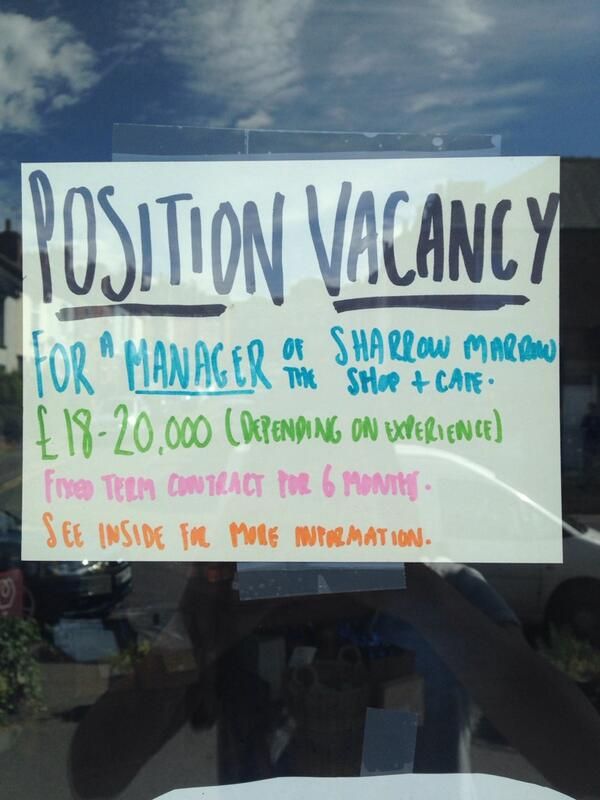 POSITION VACANCY
FOR A MANAGER OF THE SHARROW MARROW
SHOP + CAFE.
£18-20,000 (DEPENDING ON EXPERIENCE)
FIXED TERM CONTRACT FOR 6 MONTHS.
SEE INSIDE FOR MORE INFORMATION.